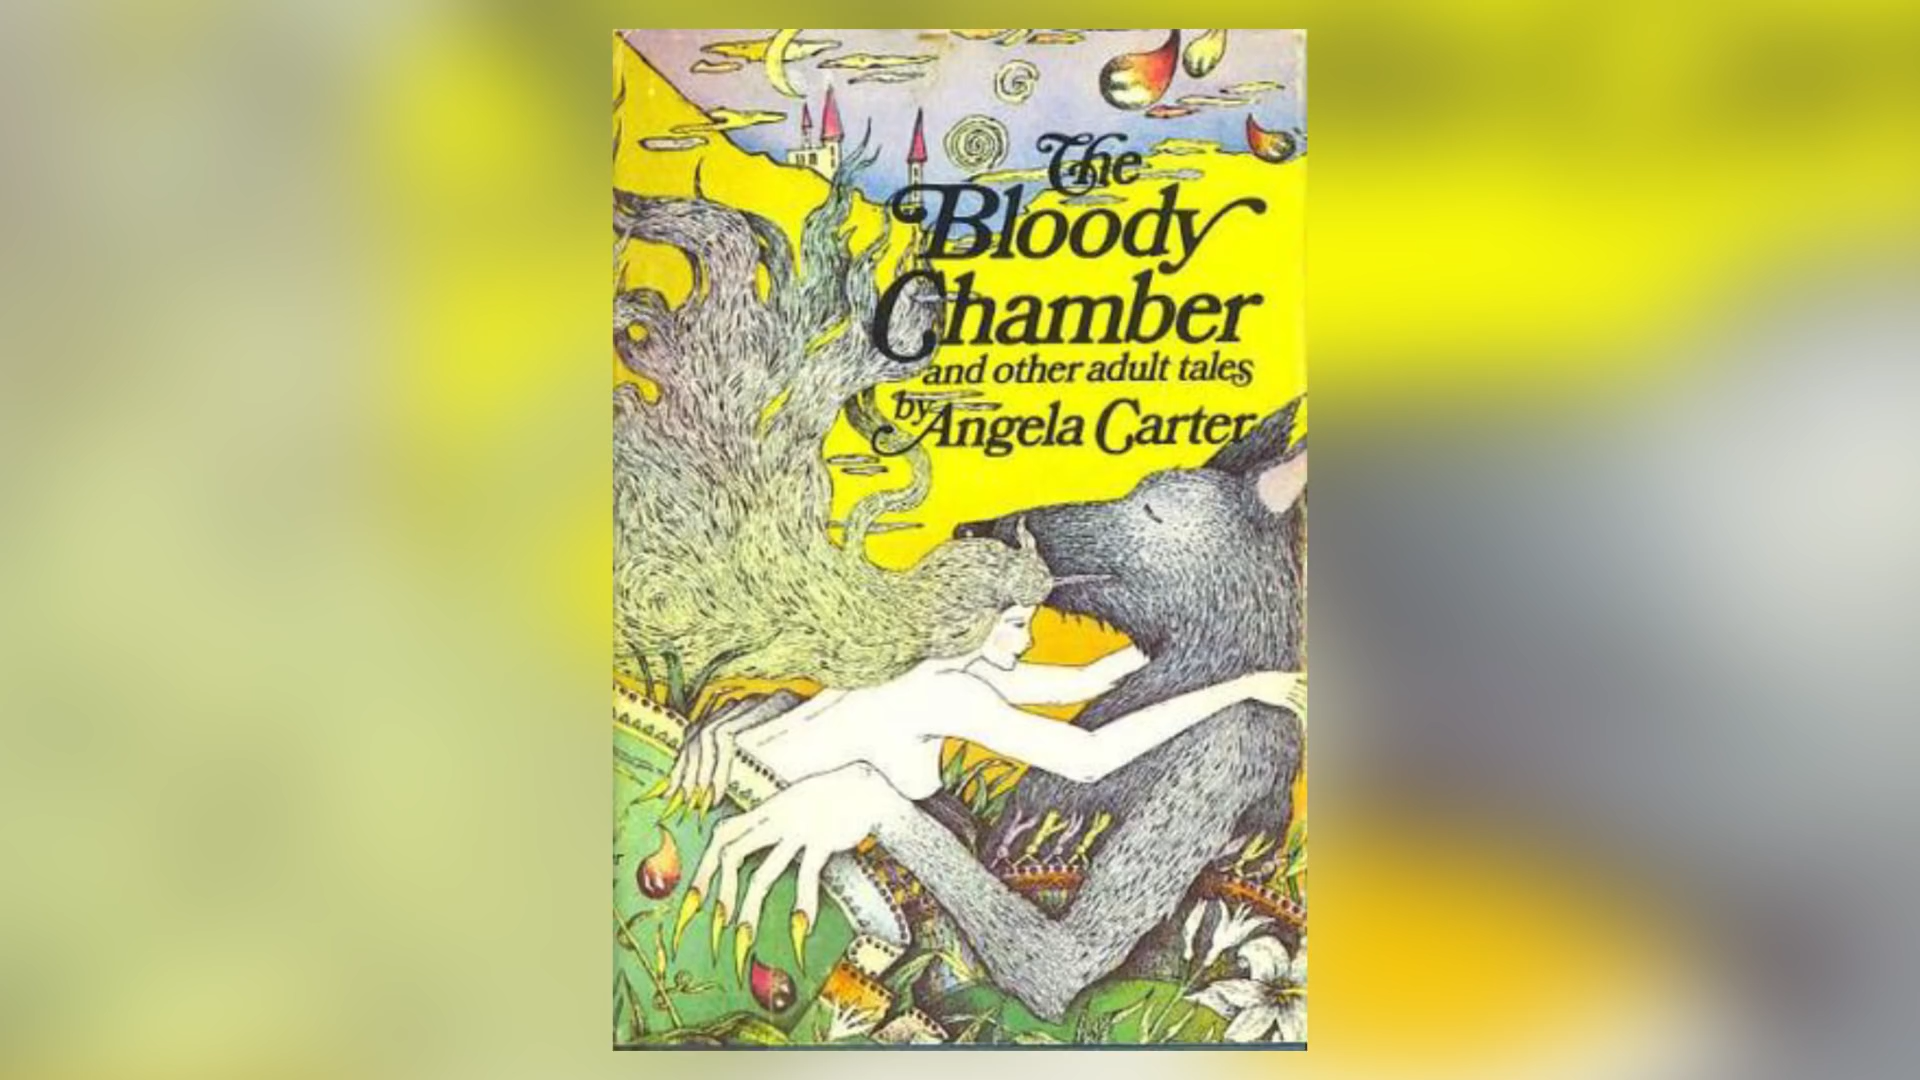 The
Bloody
Chamber
and other adult tales
by Angela Carter